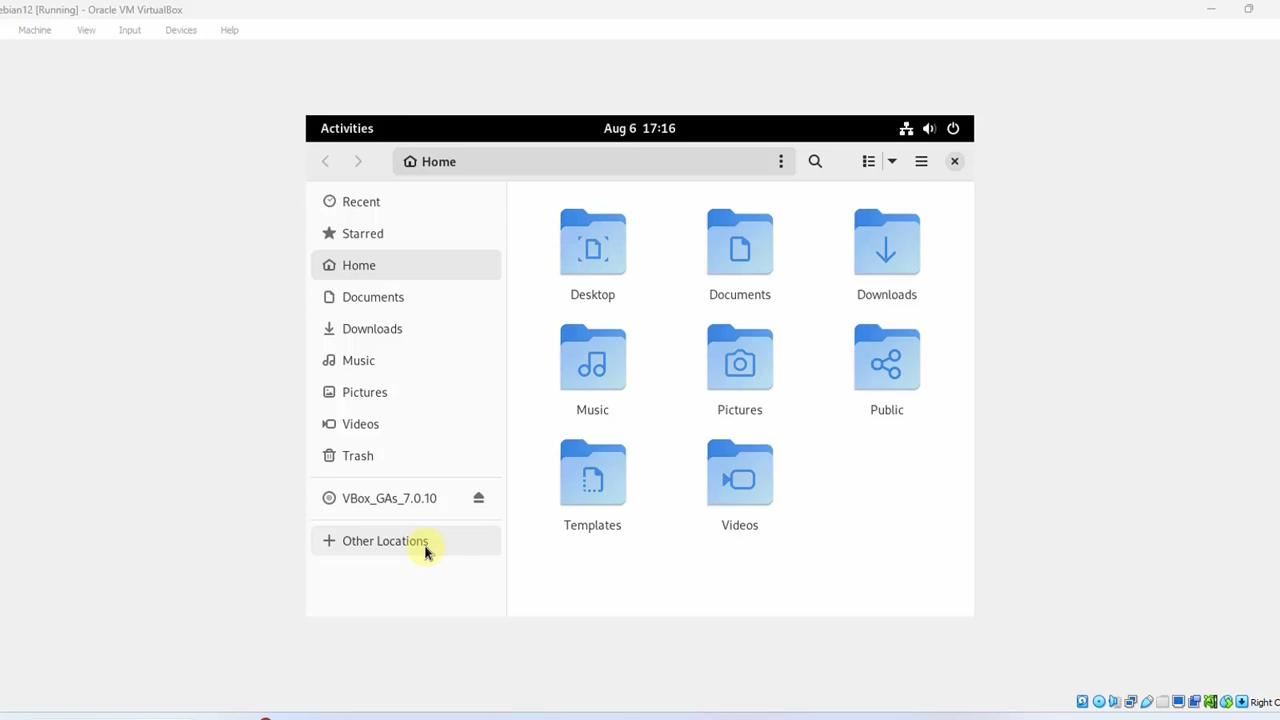 ebian12 [Running] - Oracle VM VirtualBox
Machine View Input Devices Help
Activities Aug 6 17:16
Home
Recent
Starred
Home
Documents
Downloads
Music
Pictures
Videos
Trash
VBox_GAs_7.0.10
Other Locations
Desktop Documents Downloads
Music Pictures Public
Templates Videos
Right C